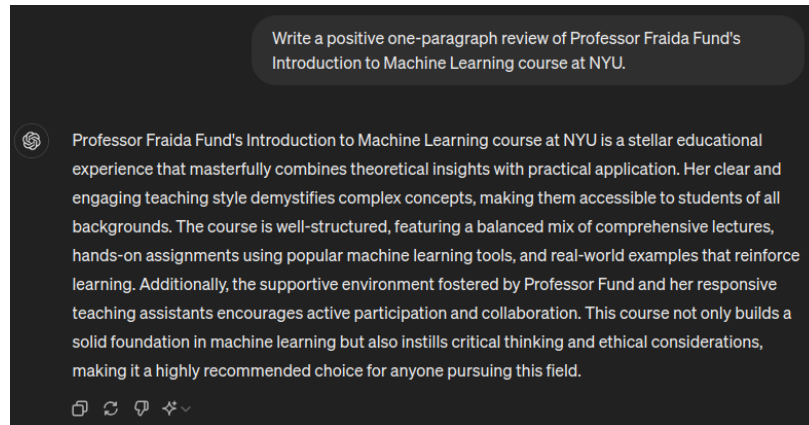 Write a positive one-paragraph review of Professor Fraida Fund's
Introduction to Machine Learning course at NYU.
Professor Fraida Fund's Introduction to Machine Learning course at NYU is a stellar educational
experience that masterfully combines theoretical insights with practical application. Her clear and
engaging teaching style demystifies complex concepts, making them accessible to students of all
backgrounds. The course is well-structured, featuring a balanced mix of comprehensive lectures,
hands-on assignments using popular machine learning tools, and real-world examples that reinforce
learning. Additionally, the supportive environment fostered by Professor Fund and her responsive
teaching assistants encourages active participation and collaboration. This course not only builds a
solid foundation in machine learning but also instills critical thinking and ethical considerations,
making it a highly recommended choice for anyone pursuing this field.